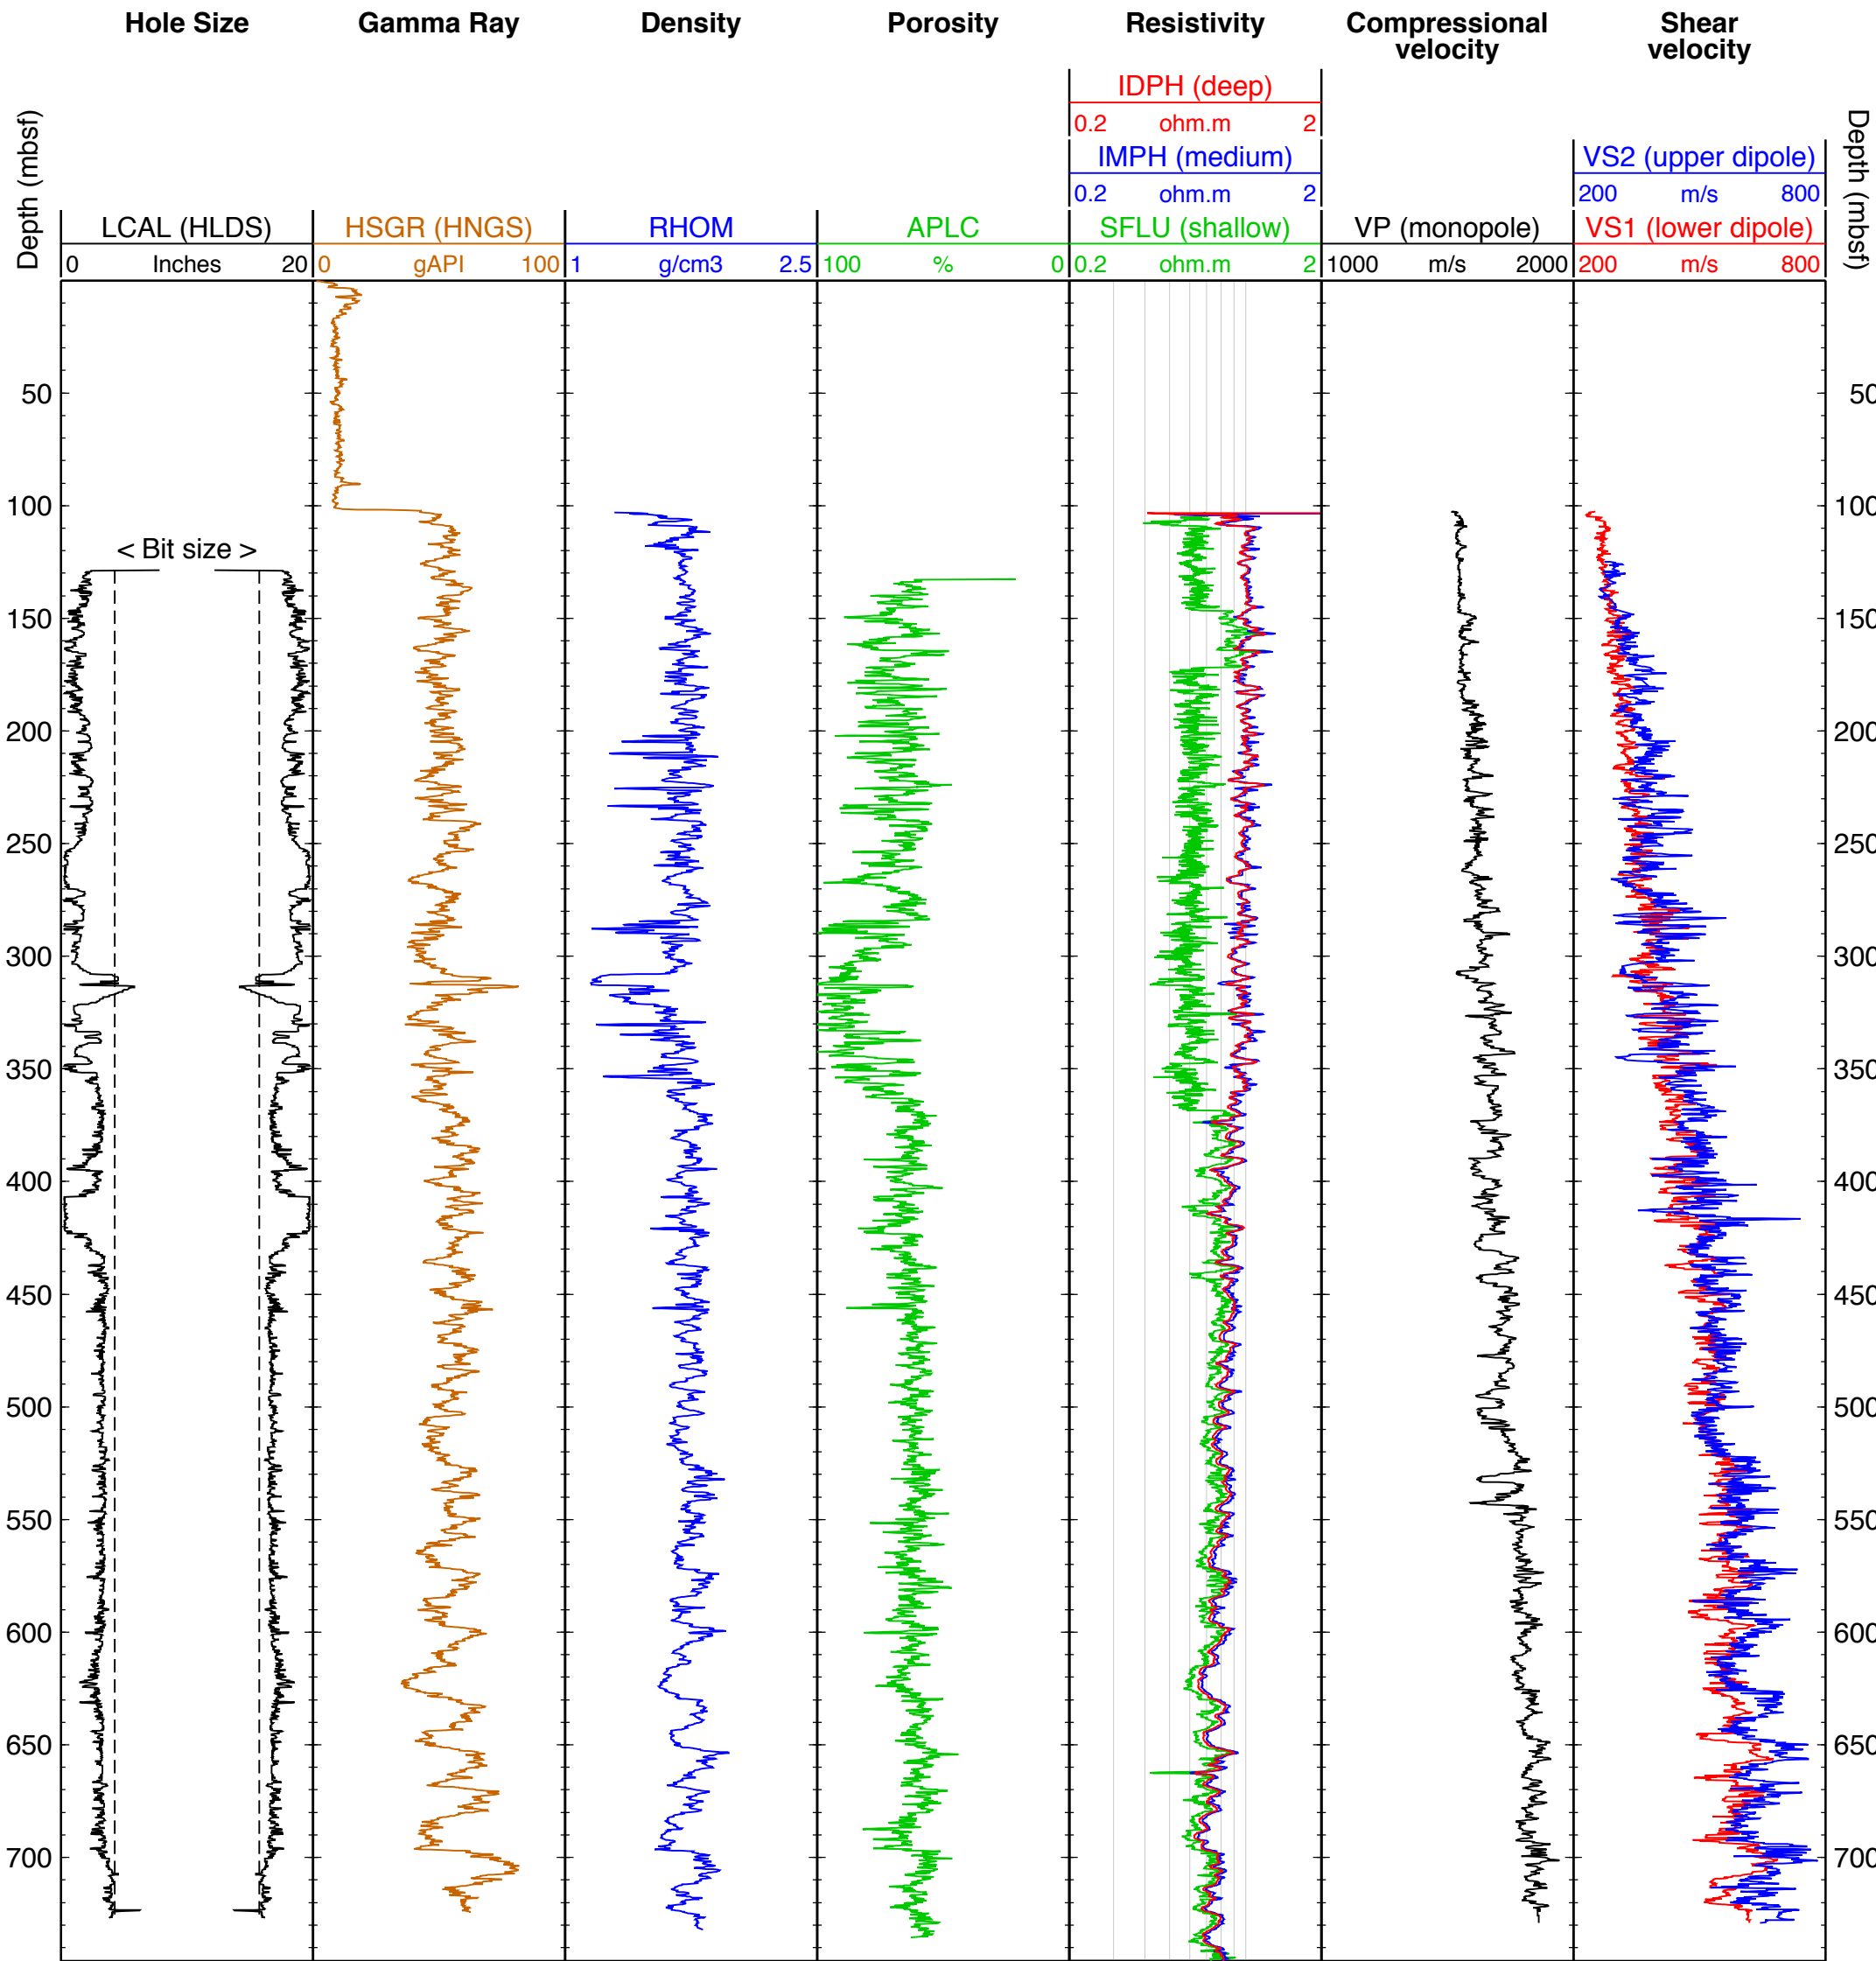 Hole Size
Gamma Ray
Density
Porosity
Resistivity
Compressional
velocity
Shear
velocity
IDPH (deep)
0.2 ohm.m 2
IMPH (medium)
0.2 ohm.m 2
VS2 (upper dipole)
200 m/s 800
Depth (mbsf)
LCAL (HLDS)
0 Inches 20
HSGR (HNGS)
0 gAPI 100
RHOM
1 g/cm3 2.5
APLC
100 % 0
SFLU (shallow)
0.2 ohm.m 2
VP (monopole)
1000 m/s 2000
VS1 (lower dipole)
200 m/s 800
Depth (mbsf)
< Bit size >
50 50
100 100
150 150
200 200
250 250
300 300
350 350
400 400
450 450
500 500
550 550
600 600
650 650
700 700